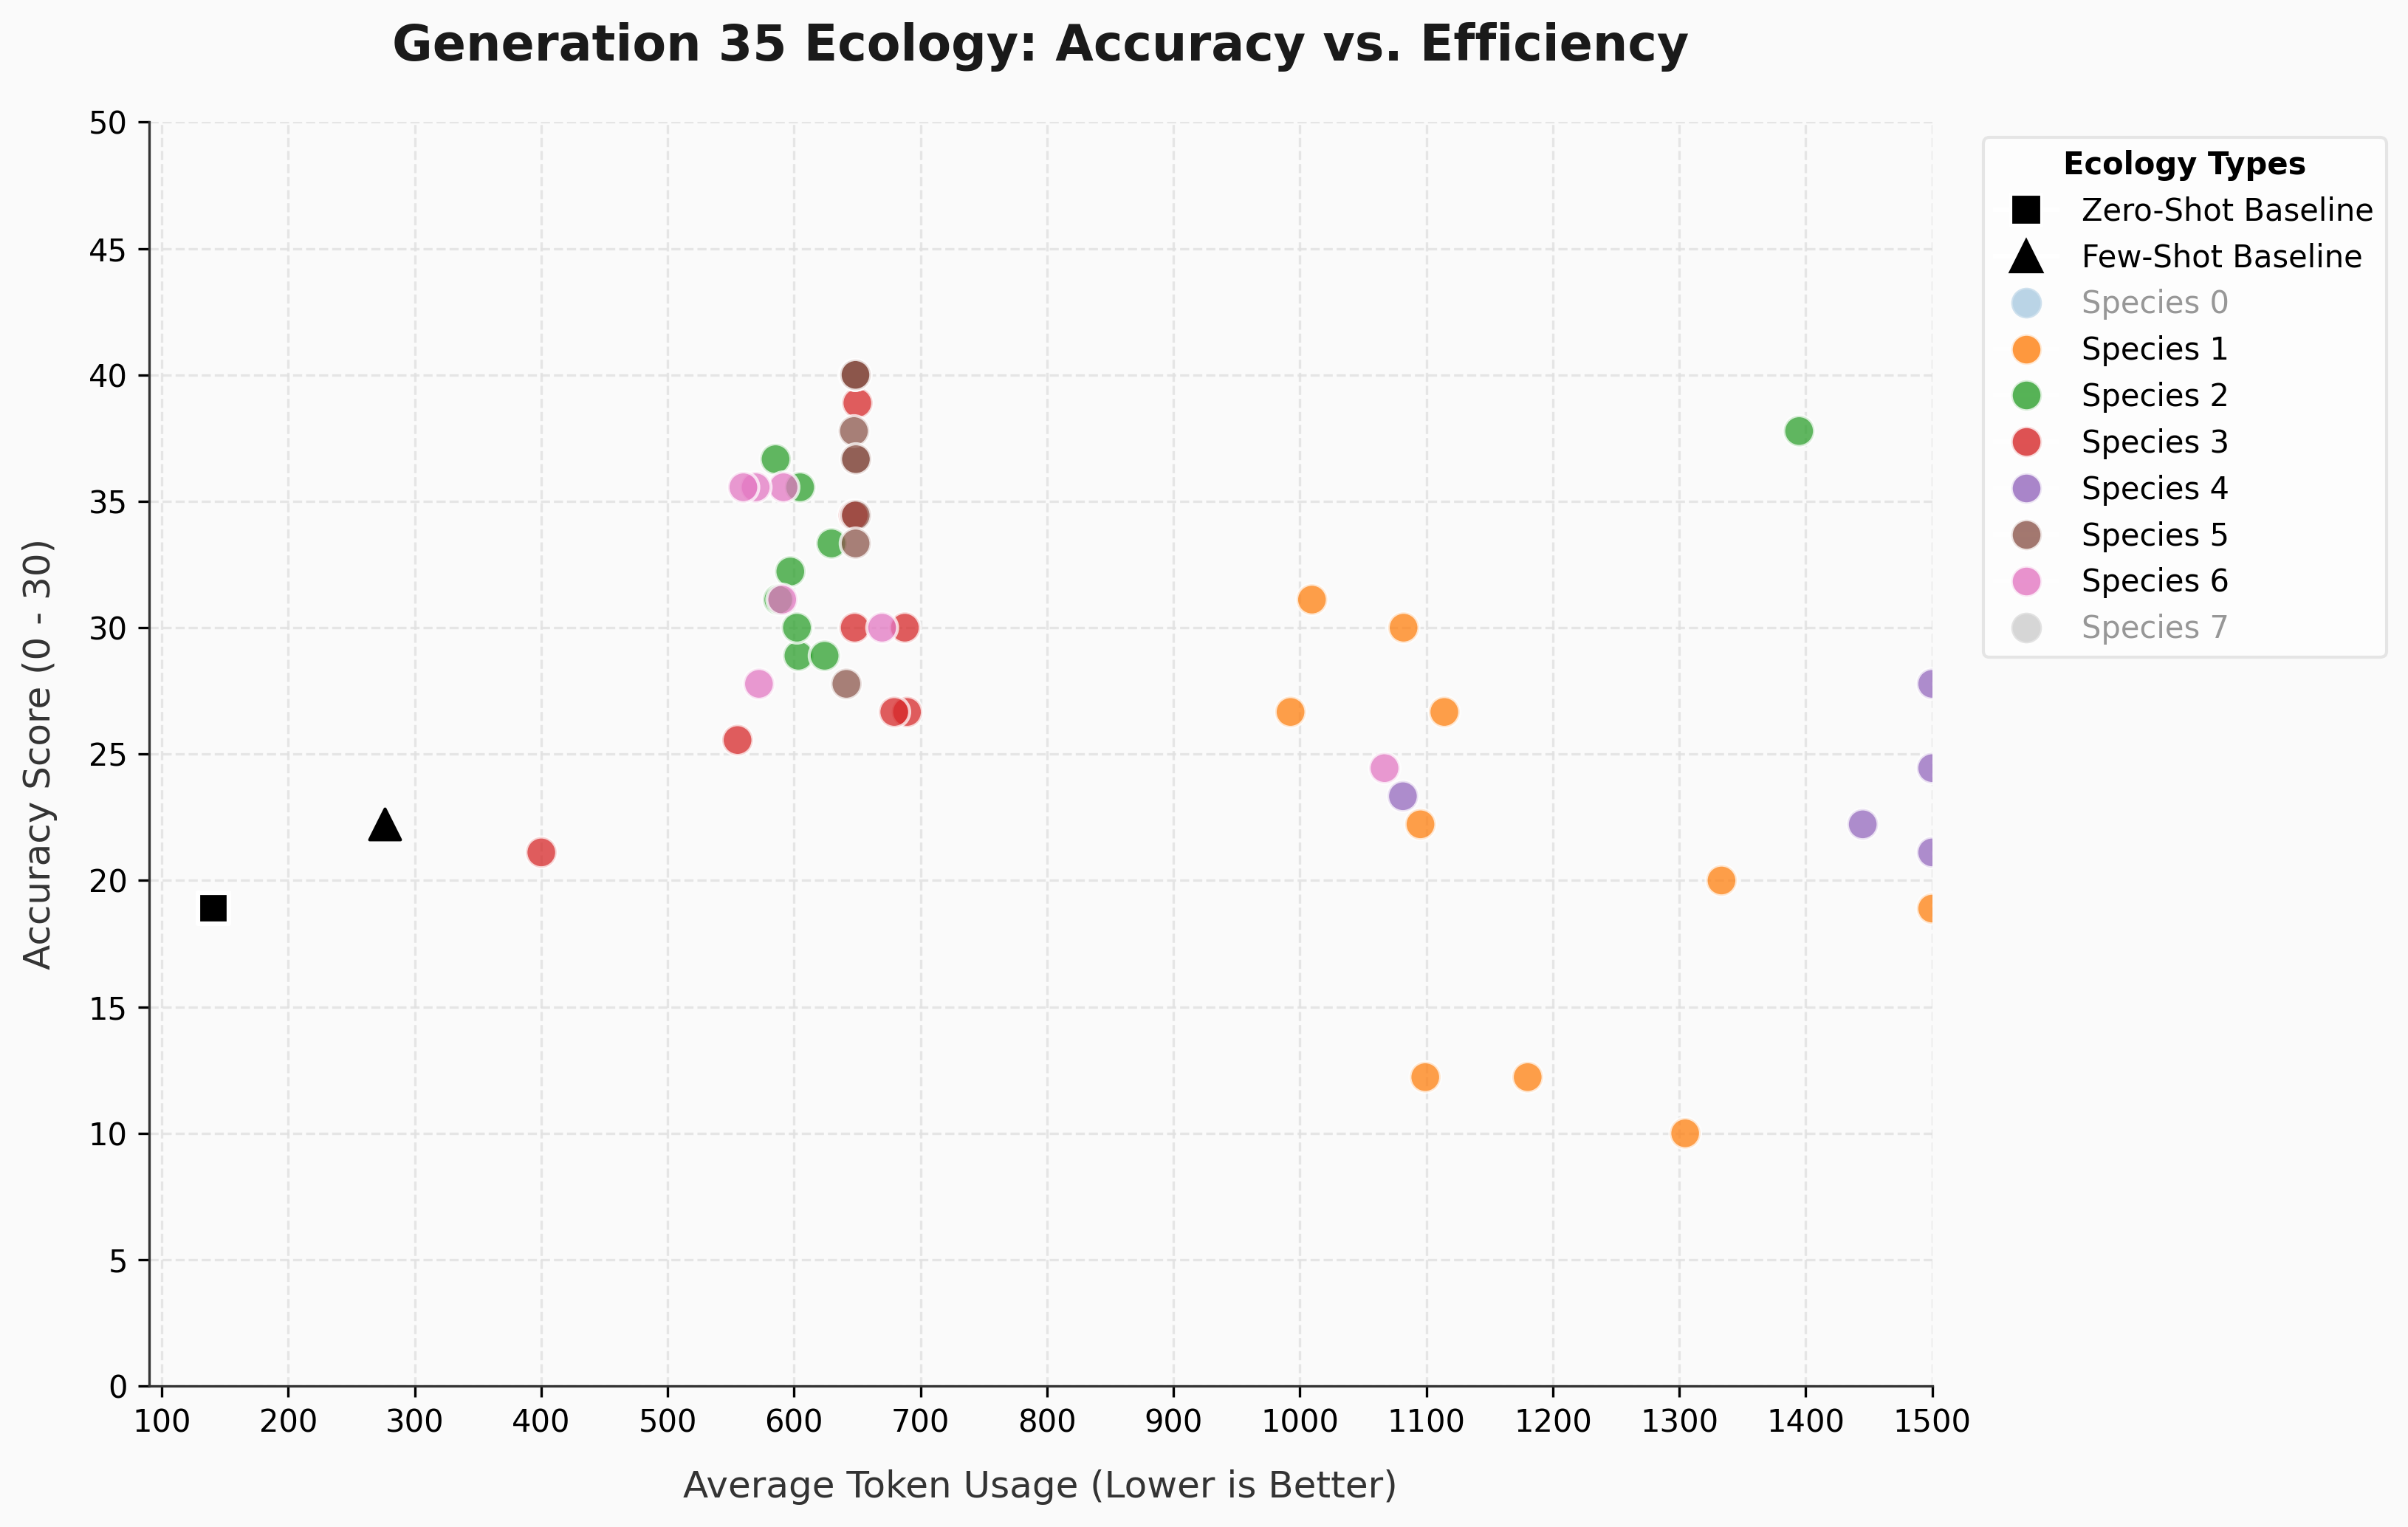 Generation 35 Ecology: Accuracy vs. Efficiency
50
45
40
35
30
25
20
15
10
5
0
Accuracy Score (0 - 30)
100 200 300 400 500 600 700 800 900 1000 1100 1200 1300 1400 1500
Average Token Usage (Lower is Better)
Ecology Types
Zero-Shot Baseline
Few-Shot Baseline
Species 0
Species 1
Species 2
Species 3
Species 4
Species 5
Species 6
Species 7